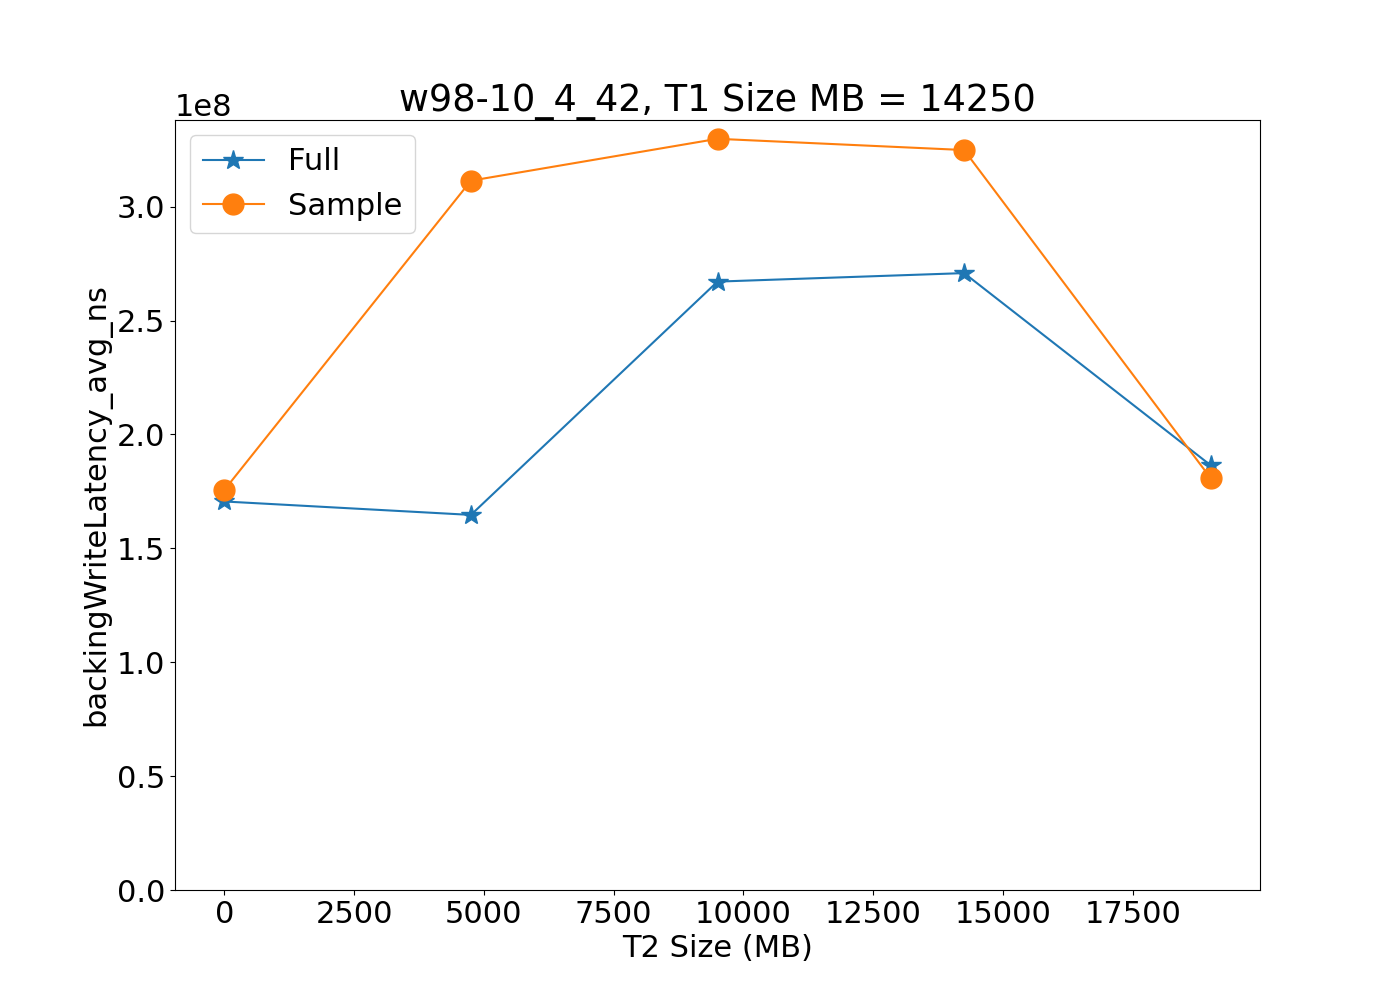 w98-10_4_42, T1 Size MB = 14250
1e8
Full
Sample
3.0
2.5
2.0
1.5
1.0
0.5
0.0
backingWriteLatency_avg_ns
0 2500 5000 7500 10000 12500 15000 17500
T2 Size (MB)